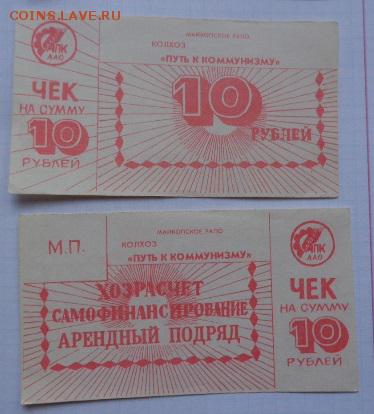 COINS.LAVE.RU
АПК
ААО
ЧЕК
НА СУММУ
10
РУБЛЕЙ
МАЙКОПСКОЕ РАПО
КОЛХОЗ
«ПУТЬ К КОММУНИЗМУ»
10
РУБЛЕЙ
М.П.
МАЙКОПСКОЕ РАПО
КОЛХОЗ
"ПУТЬ К КОММУНИЗМУ"
ХОЗРАСЧЕТ
САМОФИНАНСИРОВАНИЕ
АРЕНДНЫЙ ПОДРЯД
АПК
ААО
ЧЕК
НА СУММУ
10
РУБЛЕЙ